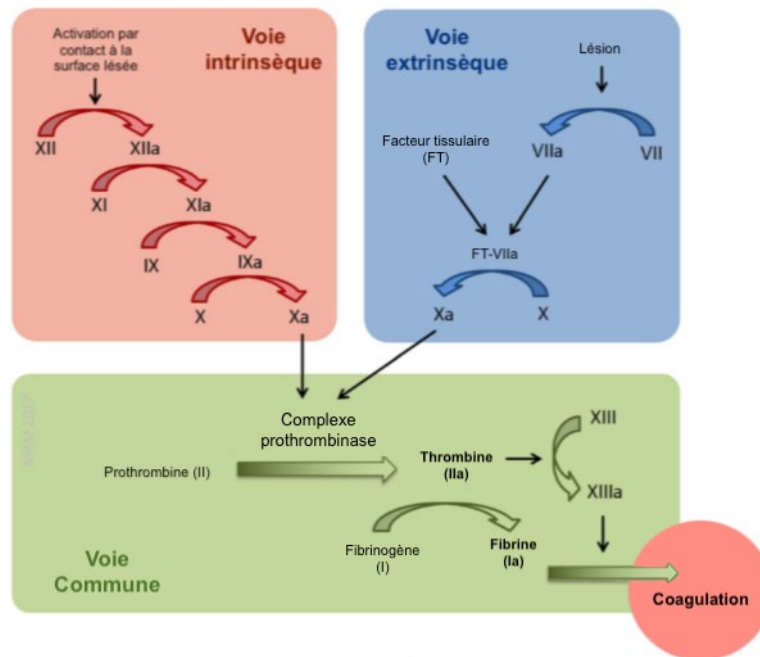 Activation par
contact à la
surface lésée
Voie
intrinsèque
XII
XIIa
XI
XIa
IX
IXa
X
Xa
Voie
extrinsèque
Lésion
Facteur tissulaire
(FT)
VIIa
VII
FT-VIIa
Xa
X
Complexe
prothrombinase
Prothrombine (II)
Thrombine
(IIa)
XIII
XIIIa
Fibrinogène
(I)
Fibrine
(Ia)
Voie
Commune
Coagulation